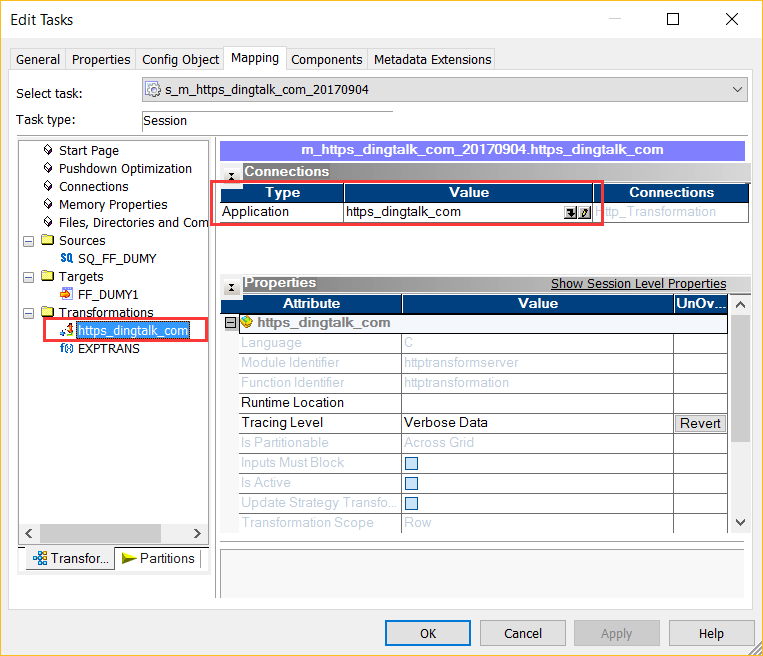 Edit Tasks
General Properties Config Object Mapping Components Metadata Extensions
Select task: s_m_https_dingtalk_com_20170904
Task type: Session
Start Page
Pushdown Optimization
Connections
Memory Properties
Files, Directories and Com
Sources
SQ_FF_DUMY
Targets
FF_DUMY1
Transformations
https_dingtalk_com
EXPTRANS
Transfor... Partitions
m_https_dingtalk_com_20170904.https_dingtalk_com
Connections
Type Value Connections
Application https_dingtalk_com Http_Transformation
Properties Show Session Level Properties
Attribute Value UnOv...
https_dingtalk_com
Language C
Module Identifier httptransformserver
Function Identifier httptransformation
Runtime Location
Tracing Level Verbose Data Revert
Is Partitionable Across Grid
Inputs Must Block
Is Active
Update Strategy Transfo...
Transformation Scope Row
OK Cancel Apply Help